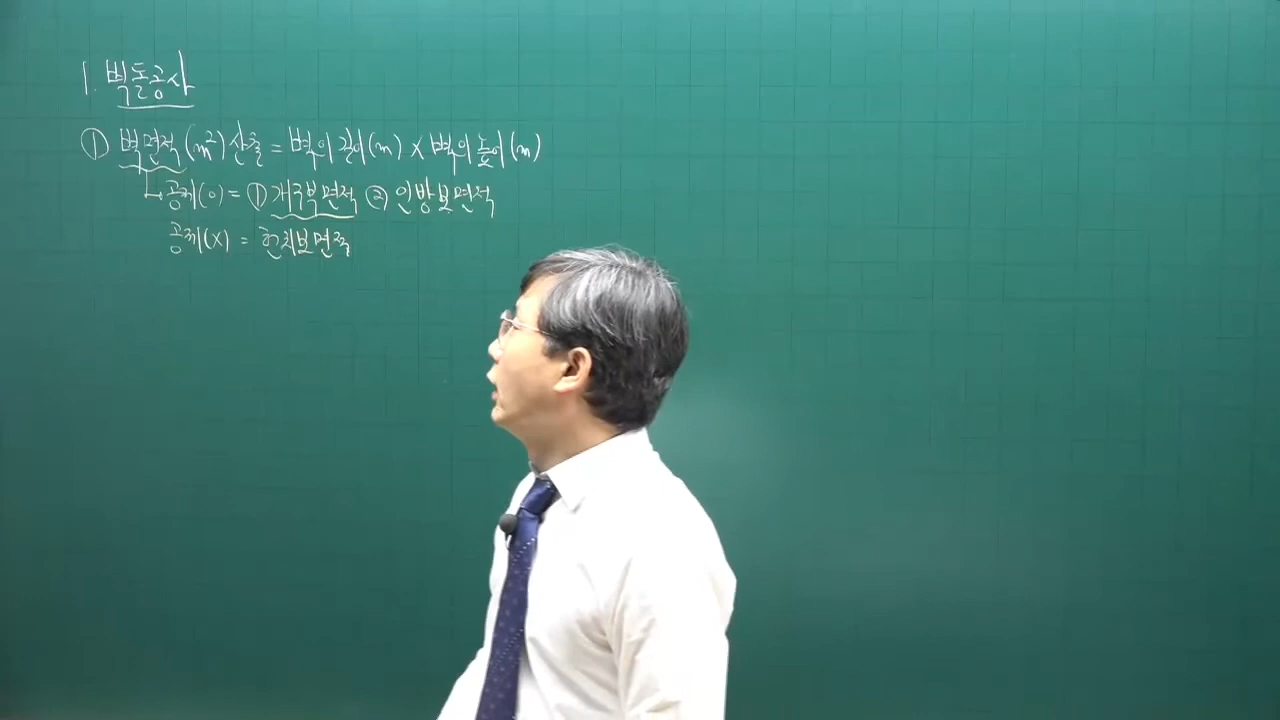 1. 벽돌공사
① 벽면적(m²)산출 = 벽의길이(m) × 벽의높이(m)
↳ 공제(o) = ① 개구부면적 ② 인방보면적
공제(x) = 헌치보면적